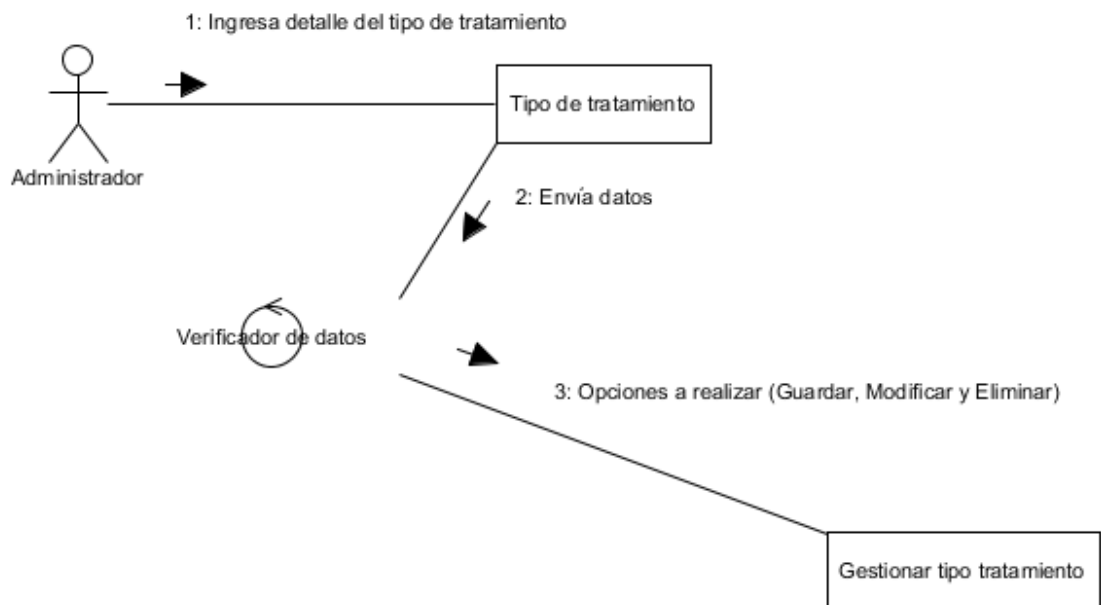 1: Ingresa detalle del tipo de tratamiento
Tipo de tratamiento
Administrador
2: Envía datos
Verificador de datos
3: Opciones a realizar (Guardar, Modificar y Eliminar)
Gestionar tipo tratamiento